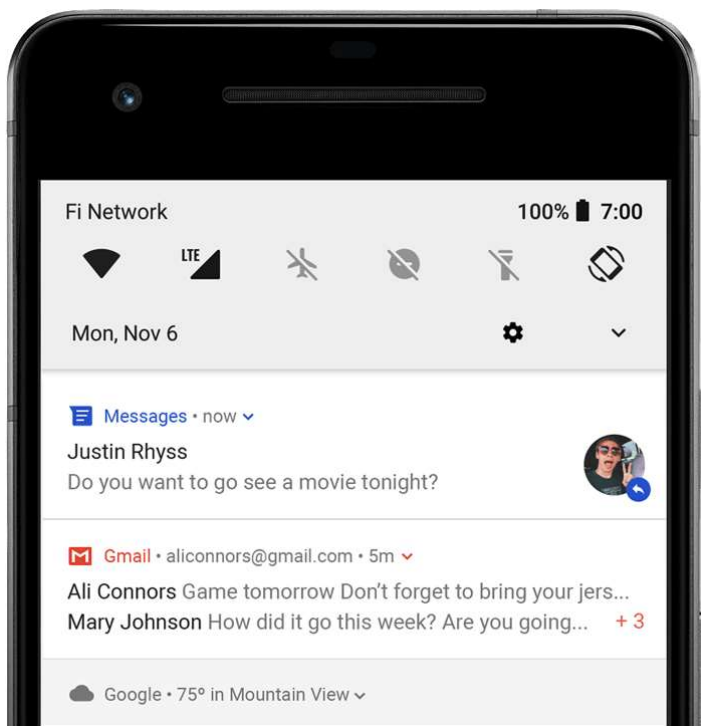 Fi Network 100% 7:00
LTE
Mon, Nov 6
Messages • now
Justin Rhyss
Do you want to go see a movie tonight?
Gmail • aliconnors@gmail.com • 5m
Ali Connors Game tomorrow Don’t forget to bring your jers...
Mary Johnson How did it go this week? Are you going... + 3
Google • 75º in Mountain View